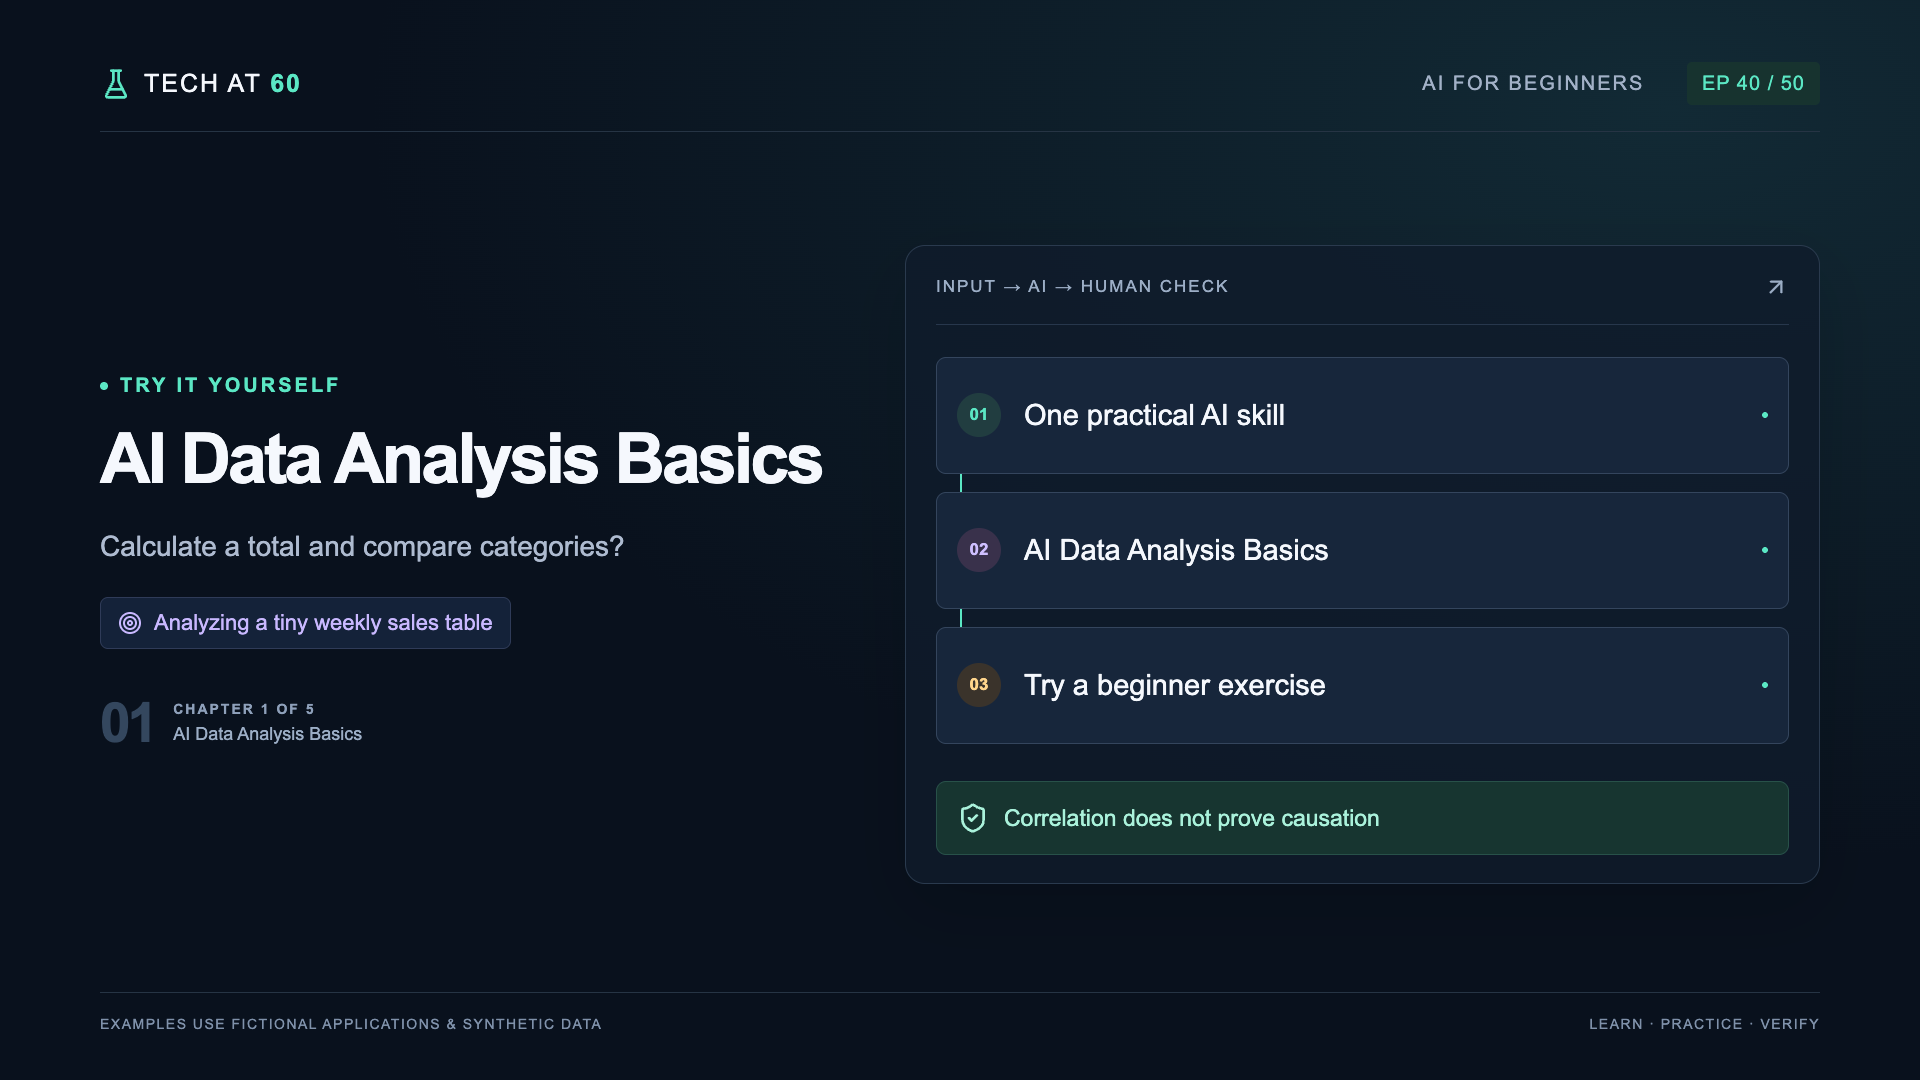 TECH AT 60
AI FOR BEGINNERS
EP 40 / 50
TRY IT YOURSELF
AI Data Analysis Basics
Calculate a total and compare categories?
Analyzing a tiny weekly sales table
01
CHAPTER 1 OF 5
AI Data Analysis Basics
INPUT → AI → HUMAN CHECK
01 One practical AI skill
02 AI Data Analysis Basics
03 Try a beginner exercise
Correlation does not prove causation
EXAMPLES USE FICTIONAL APPLICATIONS & SYNTHETIC DATA
LEARN · PRACTICE · VERIFY